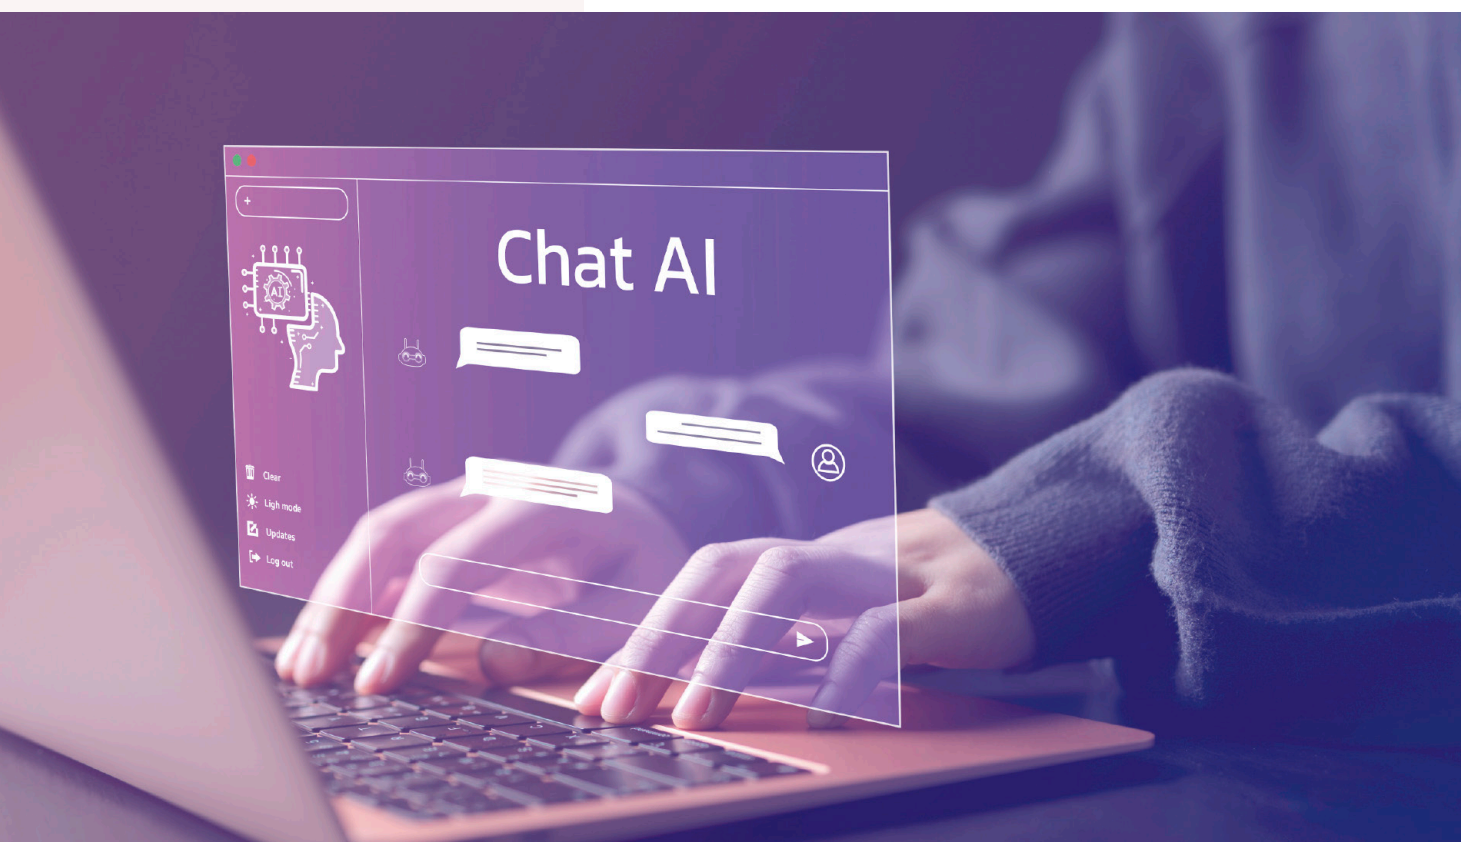 +
AI
Chat AI
Clear
Ligh mode
Updates
Log out